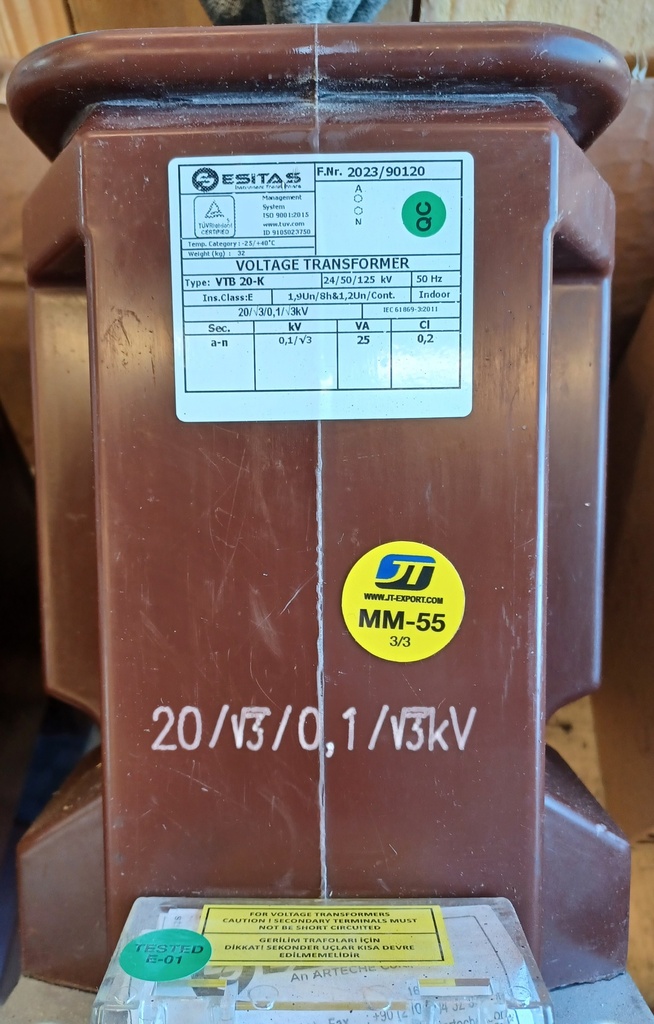 ESITAS
Instrument Transformers
F.Nr. 2023/90120
A
N
QC
TÜVRheinland
CERTIFIED
Management
System
ISO 9001:2015
www.tuv.com
ID 9105023750
Temp. Category : -25/+40°C
Weight (kg) : 32
VOLTAGE TRANSFORMER
Type: VTB 20-K 24/50/125 kV 50 Hz
Ins.Class:E 1,9Un/8h&1,2Un/Cont. Indoor
20/√3/0,1/√3kV IEC 61869-3:2011
Sec. kV VA Cl
a-n 0,1/√3 25 0,2
JT
WWW.JT-EXPORT.COM
MM-55
3/3
20/√3/0,1/√3kV
FOR VOLTAGE TRANSFORMERS
CAUTION ! SECONDARY TERMINALS MUST
NOT BE SHORT CIRCUITED
GERİLİM TRAFOLARI İÇİN
DİKKAT! SEKONDER UÇLAR KISA DEVRE
EDİLMEMELİDİR
TESTED
E-01
An ARTECHE
Fax